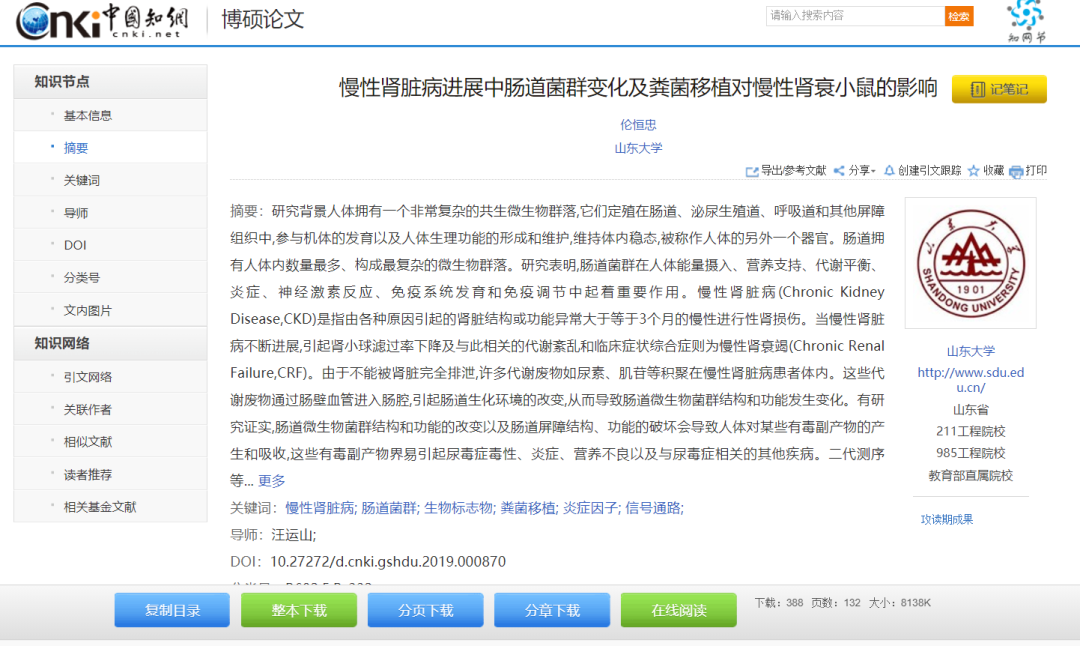 cnki中国知网
cnki.net
博硕论文
请输入搜索内容
检索
知网节
知识节点
基本信息
摘要
关键词
导师
DOI
分类号
文内图片
知识网络
引文网络
关联作者
相似文献
读者推荐
相关基金文献
慢性肾脏病进展中肠道菌群变化及粪菌移植对慢性肾衰小鼠的影响
记笔记
伦恒忠
山东大学
导出/参考文献 分享 创建引文跟踪 收藏 打印
摘要：研究背景人体拥有一个非常复杂的共生微生物群落,它们定殖在肠道、泌尿生殖道、呼吸道和其他屏障
组织中,参与机体的发育以及人体生理功能的形成和维护,维持体内稳态,被称作人体的另外一个器官。肠道拥
有人体内数量最多、构成最复杂的微生物群落。研究表明,肠道菌群在人体能量摄入、营养支持、代谢平衡、
炎症、神经激素反应、免疫系统发育和免疫调节中起着重要作用。慢性肾脏病(Chronic Kidney
Disease,CKD)是指由各种原因引起的肾脏结构或功能异常大于等于3个月的慢性进行性肾损伤。当慢性肾脏
病不断进展,引起肾小球滤过率下降及与此相关的代谢紊乱和临床症状综合症则为慢性肾衰竭(Chronic Renal
Failure,CRF)。由于不能被肾脏完全排泄,许多代谢废物如尿素、肌苷等积聚在慢性肾脏病患者体内。这些代
谢废物通过肠壁血管进入肠腔,引起肠道生化环境的改变,从而导致肠道微生物菌群结构和功能发生变化。有研
究证实,肠道微生物菌群结构和功能的改变以及肠道屏障结构、功能的破坏会导致人体对某些有毒副产物的产
生和吸收,这些有毒副产物界易引起尿毒症毒性、炎症、营养不良以及与尿毒症相关的其他疾病。二代测序
等... 更多
关键词：慢性肾脏病; 肠道菌群; 生物标志物; 粪菌移植; 炎症因子; 信号通路;
导师：汪运山;
DOI：10.27272/d.cnki.gshdu.2019.000870
山东大学
SHANDONG UNIVERSITY
1901
山东大学
http://www.sdu.ed
u.cn/
山东省
211工程院校
985工程院校
教育部直属院校
攻读期成果
复制目录
整本下载
分页下载
分章下载
在线阅读
下载：388 页数：132 大小：8138K